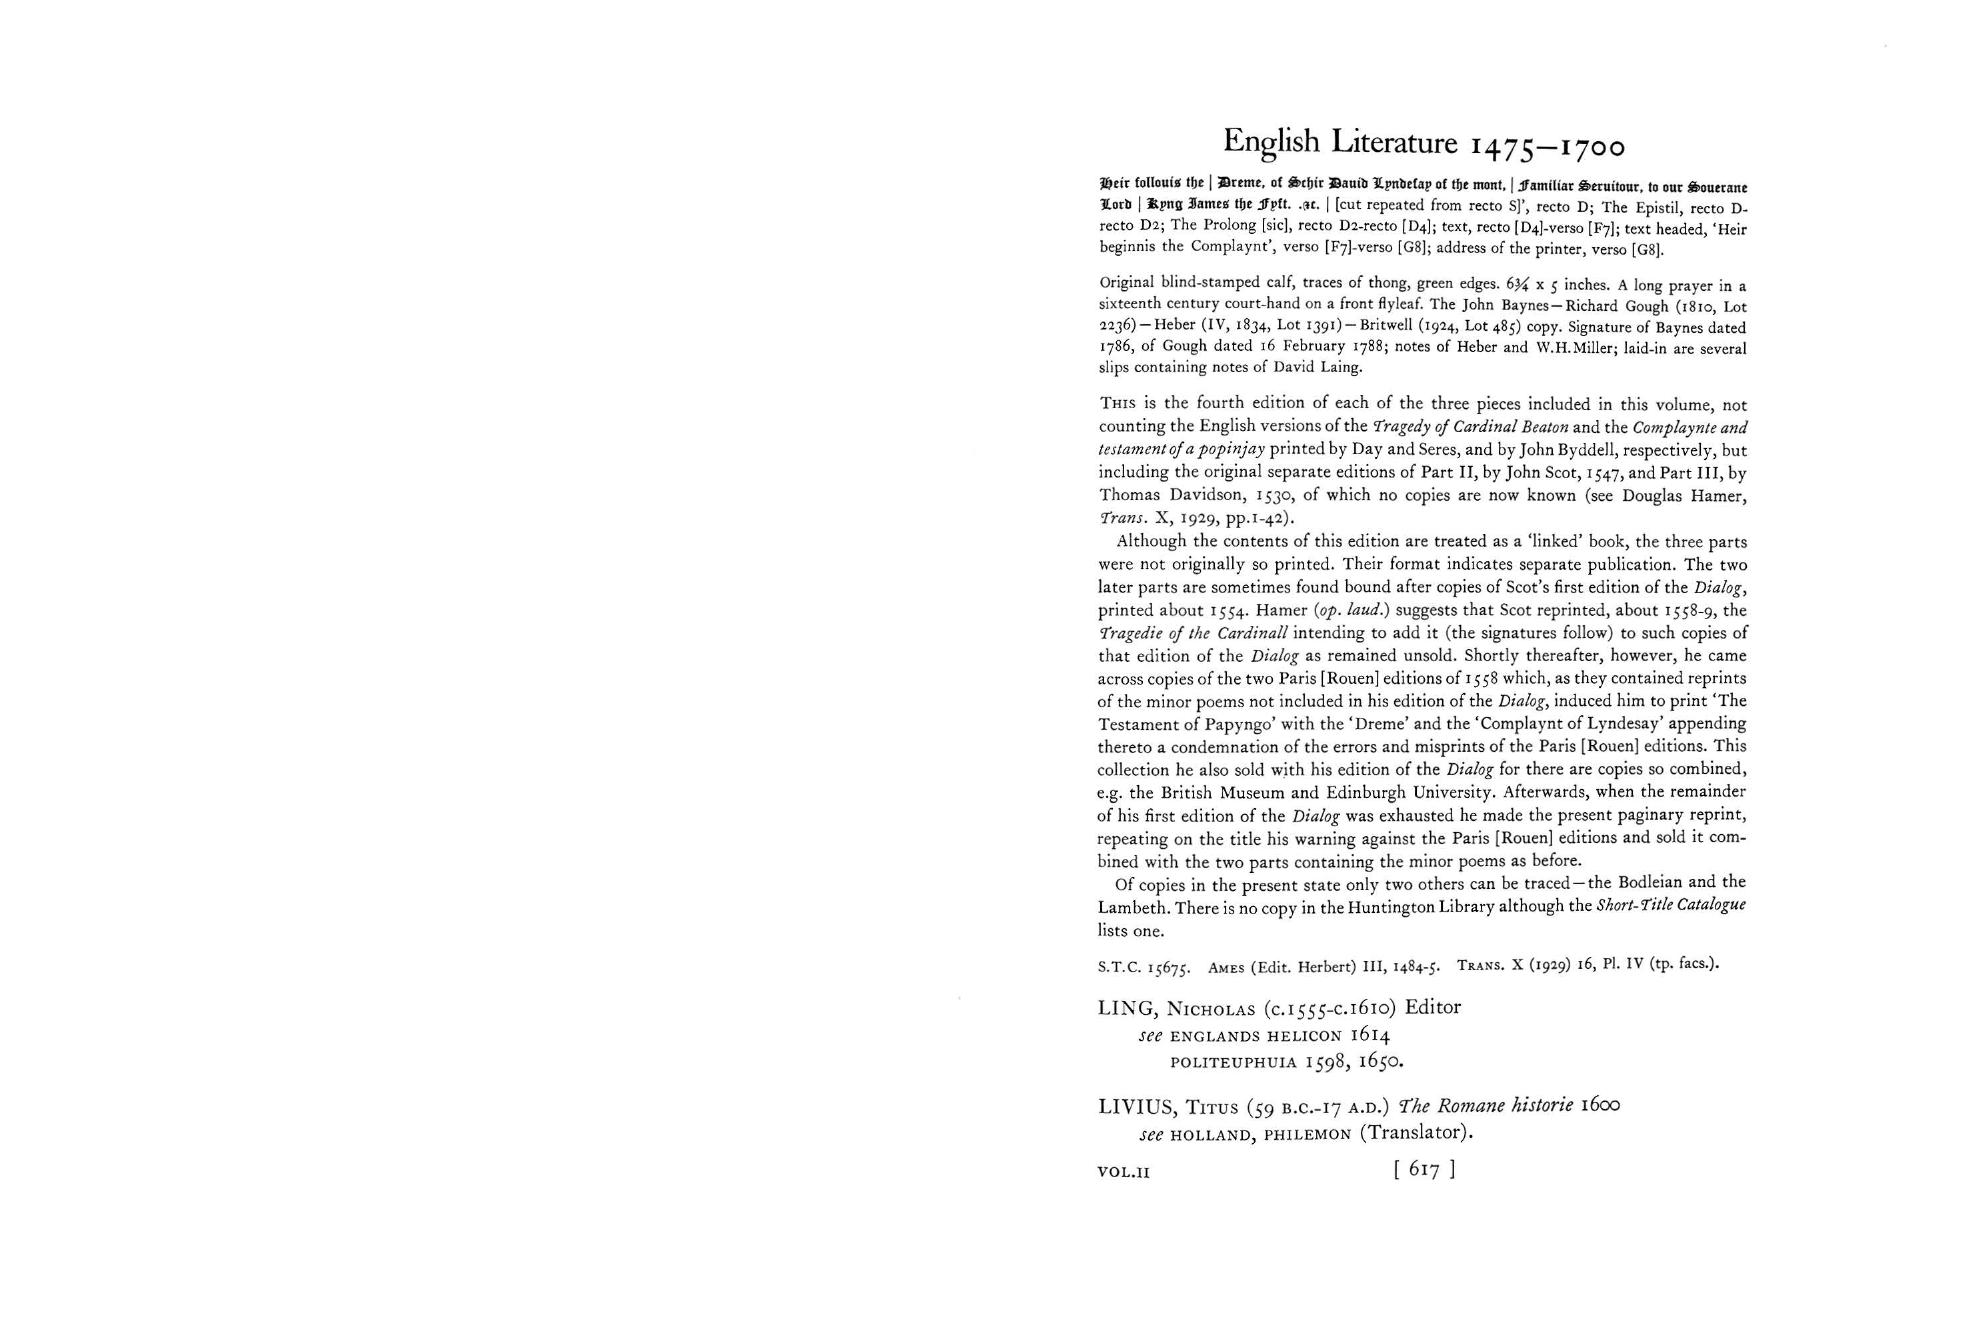 English Literature 1475—1700
Heir follouis the | Dreme, of Schir Dauid Lyndesay of the mont, | Familiar Seruitour, to our Souerane
Lord | Kyng James the Fyft. .⁊c. | [cut repeated from recto S]’, recto D; The Epistil, recto D-
recto D2; The Prolong [sic], recto D2-recto [D4]; text, recto [D4]-verso [F7]; text headed, ‘Heir
beginnis the Complaynt’, verso [F7]-verso [G8]; address of the printer, verso [G8].
Original blind-stamped calf, traces of thong, green edges. 6¾ x 5 inches. A long prayer in a
sixteenth century court-hand on a front flyleaf. The John Baynes—Richard Gough (1810, Lot
2236)—Heber (IV, 1834, Lot 1391)—Britwell (1924, Lot 485) copy. Signature of Baynes dated
1786, of Gough dated 16 February 1788; notes of Heber and W.H.Miller; laid-in are several
slips containing notes of David Laing.
THIS is the fourth edition of each of the three pieces included in this volume, not
counting the English versions of the Tragedy of Cardinal Beaton and the Complaynte and
testament of a popinjay printed by Day and Seres, and by John Byddell, respectively, but
including the original separate editions of Part II, by John Scot, 1547, and Part III, by
Thomas Davidson, 1530, of which no copies are now known (see Douglas Hamer,
Trans. X, 1929, pp.1-42).
Although the contents of this edition are treated as a ‘linked’ book, the three parts
were not originally so printed. Their format indicates separate publication. The two
later parts are sometimes found bound after copies of Scot’s first edition of the Dialog,
printed about 1554. Hamer (op. laud.) suggests that Scot reprinted, about 1558-9, the
Tragedie of the Cardinall intending to add it (the signatures follow) to such copies of
that edition of the Dialog as remained unsold. Shortly thereafter, however, he came
across copies of the two Paris [Rouen] editions of 1558 which, as they contained reprints
of the minor poems not included in his edition of the Dialog, induced him to print ‘The
Testament of Papyngo’ with the ‘Dreme’ and the ‘Complaynt of Lyndesay’ appending
thereto a condemnation of the errors and misprints of the Paris [Rouen] editions. This
collection he also sold with his edition of the Dialog for there are copies so combined,
e.g. the British Museum and Edinburgh University. Afterwards, when the remainder
of his first edition of the Dialog was exhausted he made the present paginary reprint,
repeating on the title his warning against the Paris [Rouen] editions and sold it com-
bined with the two parts containing the minor poems as before.
Of copies in the present state only two others can be traced—the Bodleian and the
Lambeth. There is no copy in the Huntington Library although the Short-Title Catalogue
lists one.
S.T.C. 15675. AMES (Edit. Herbert) III, 1484-5. TRANS. X (1929) 16, Pl. IV (tp. facs.).
LING, NICHOLAS (c.1555-c.1610) Editor
see ENGLANDS HELICON 1614
POLITEUPHUIA 1598, 1650.
LIVIUS, TITUS (59 B.C.-17 A.D.) The Romane historie 1600
see HOLLAND, PHILEMON (Translator).
VOL.II [ 617 ]